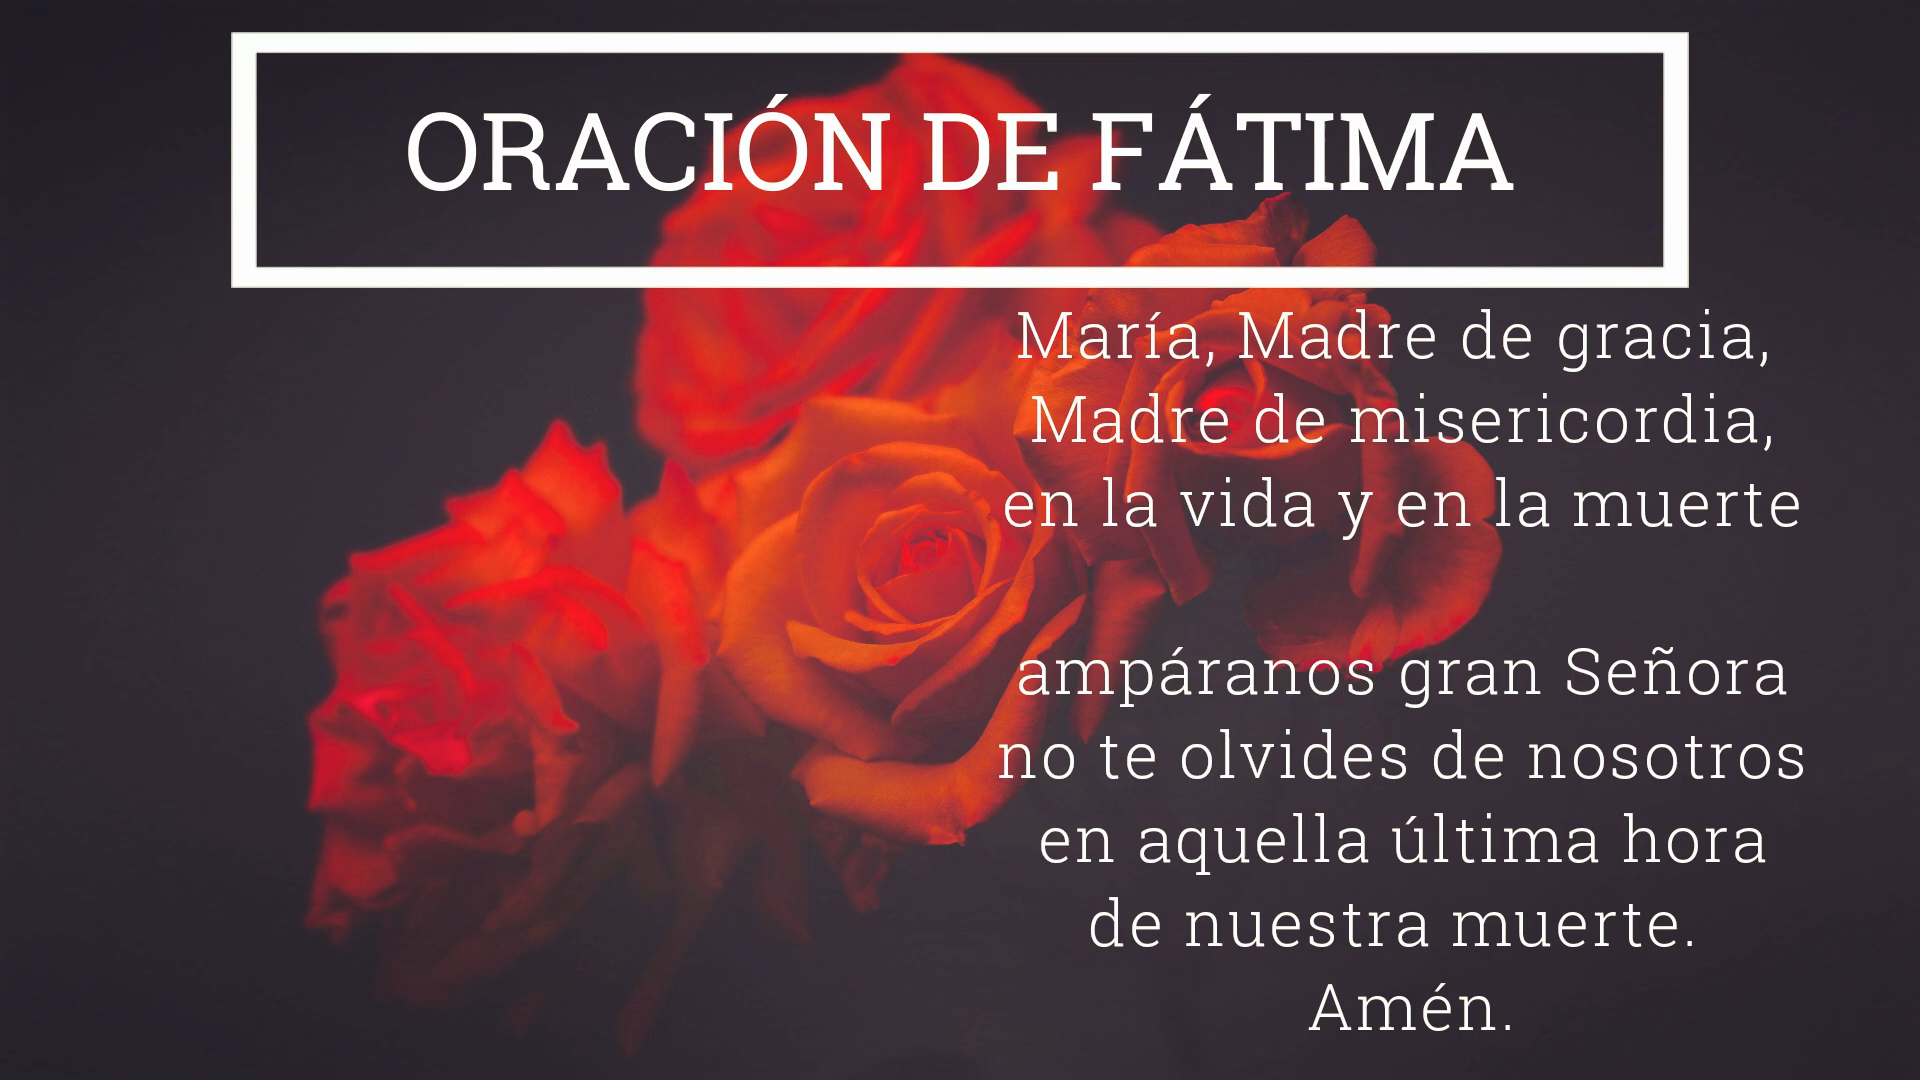 ORACIÓN DE FÁTIMA
María, Madre de gracia,
Madre de misericordia,
en la vida y en la muerte
ampáranos gran Señora
no te olvides de nosotros
en aquella última hora
de nuestra muerte.
Amén.